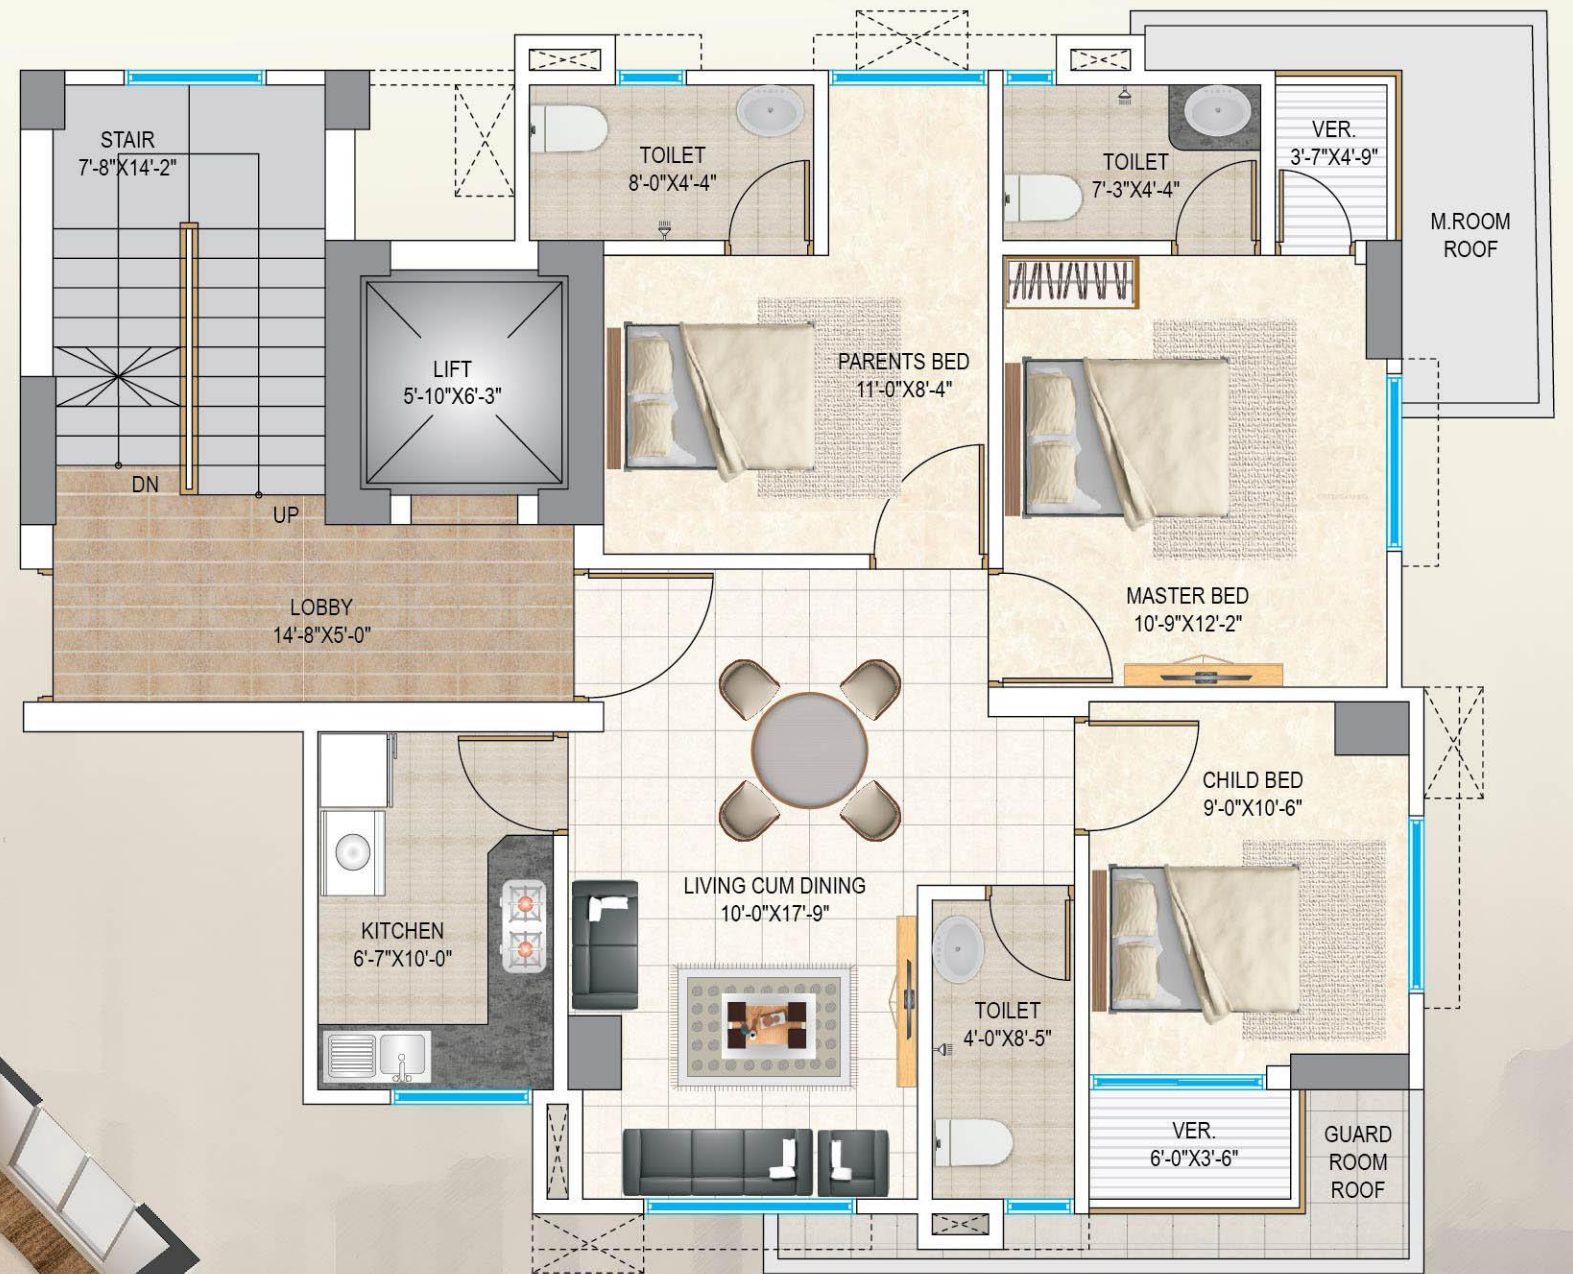 STAIR
7'-8"X14'-2"
TOILET
8'-0"X4'-4"
TOILET
7'-3"X4'-4"
VER.
3'-7"X4'-9"
M.ROOM
ROOF
LIFT
5'-10"X6'-3"
PARENTS BED
11'-0"X8'-4"
DN
UP
LOBBY
14'-8"X5'-0"
MASTER BED
10'-9"X12'-2"
CHILD BED
9'-0"X10'-6"
LIVING CUM DINING
10'-0"X17'-9"
KITCHEN
6'-7"X10'-0"
TOILET
4'-0"X8'-5"
VER.
6'-0"X3'-6"
GUARD
ROOM
ROOF